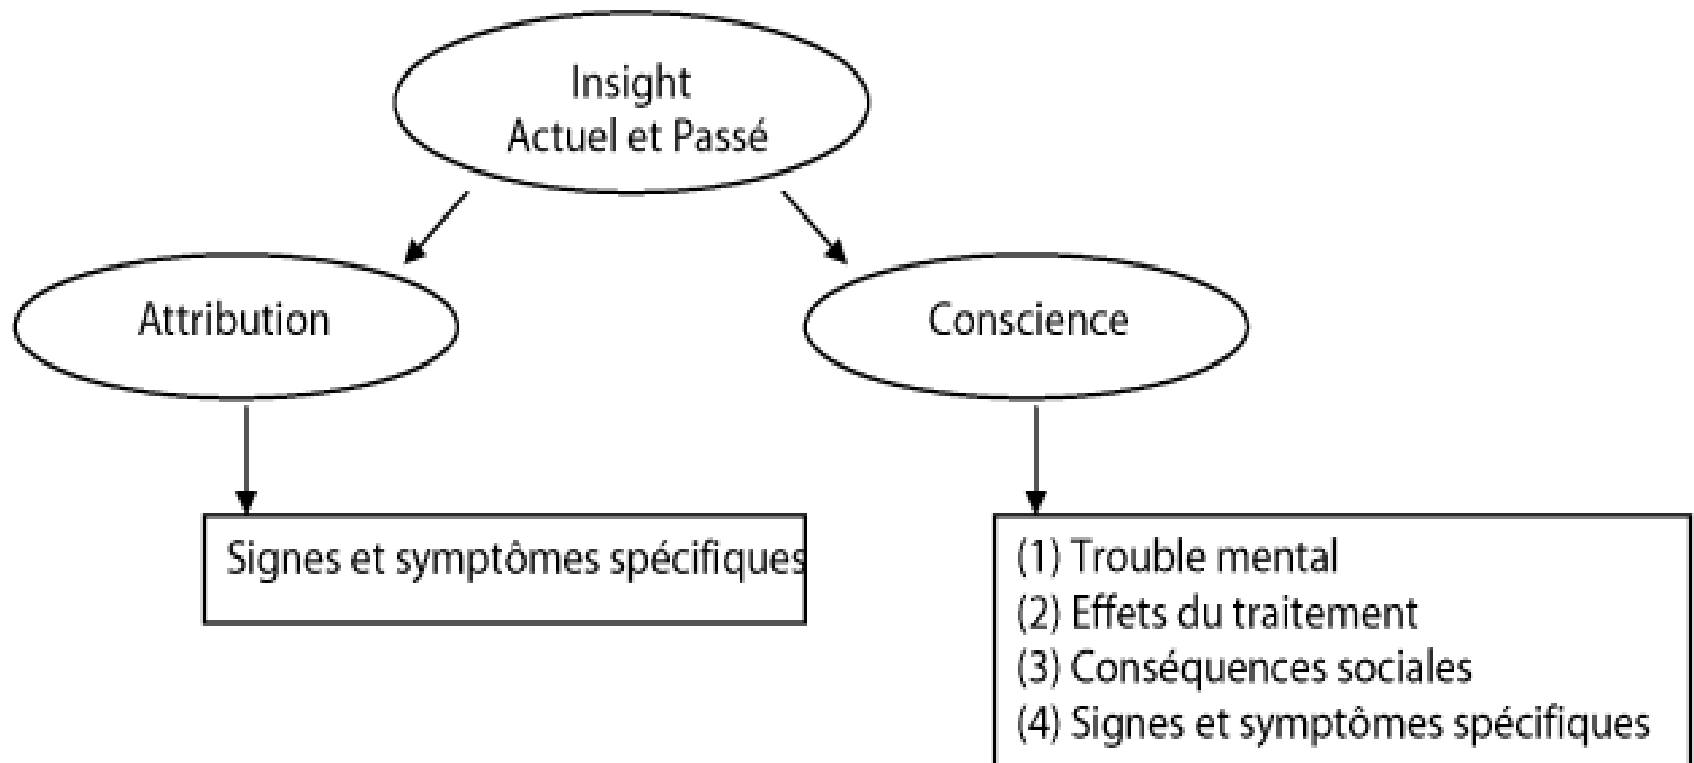 Insight
Actuel et Passé
Attribution
Conscience
Signes et symptômes spécifiques
(1) Trouble mental
(2) Effets du traitement
(3) Conséquences sociales
(4) Signes et symptômes spécifiques